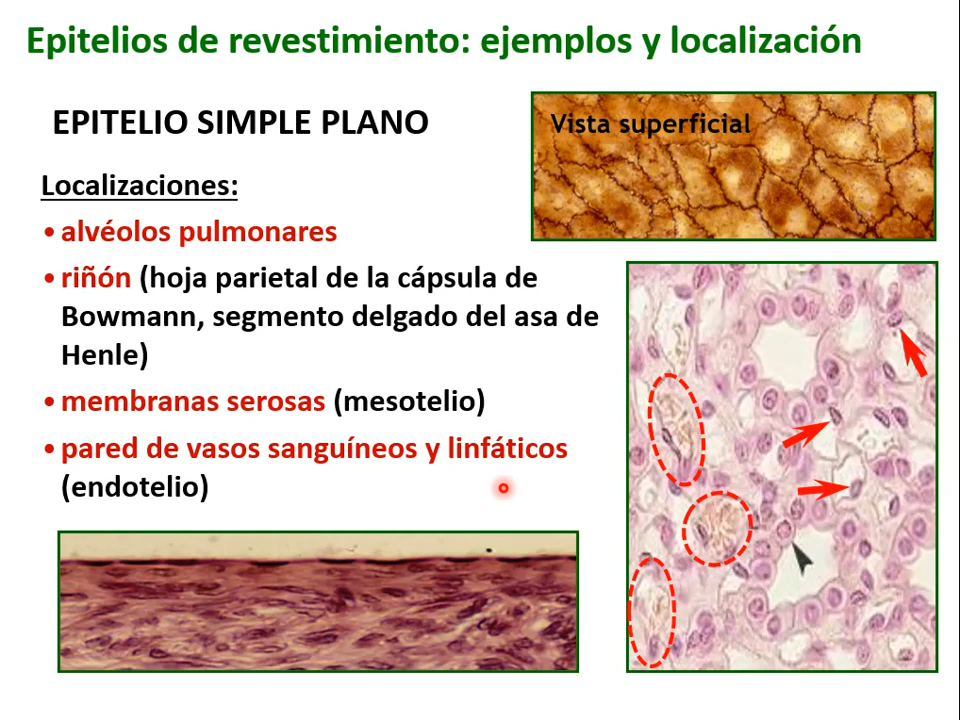 Epitelios de revestimiento: ejemplos y localización
EPITELIO SIMPLE PLANO
Vista superficial
Localizaciones:
• alvéolos pulmonares
• riñón (hoja parietal de la cápsula de
Bowmann, segmento delgado del asa de
Henle)
• membranas serosas (mesotelio)
• pared de vasos sanguíneos y linfáticos
(endotelio)